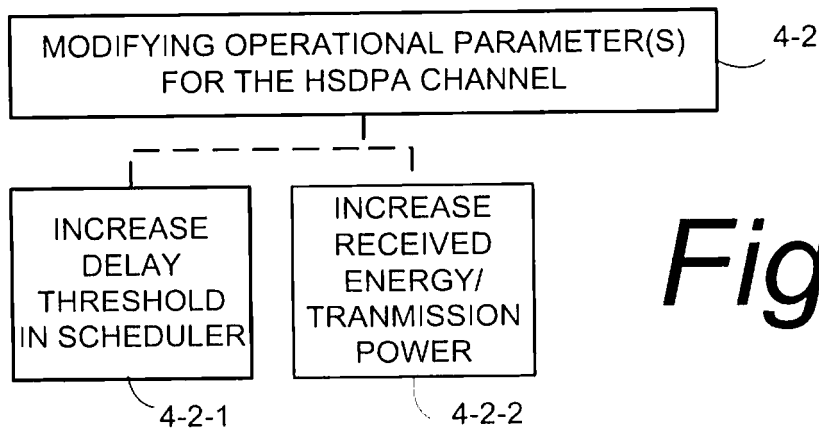 MODIFYING OPERATIONAL PARAMETER(S)
FOR THE HSDPA CHANNEL
4-2
INCREASE
DELAY
THRESHOLD
IN SCHEDULER
4-2-1
INCREASE
RECEIVED
ENERGY/
TRANMISSION
POWER
4-2-2
Fig